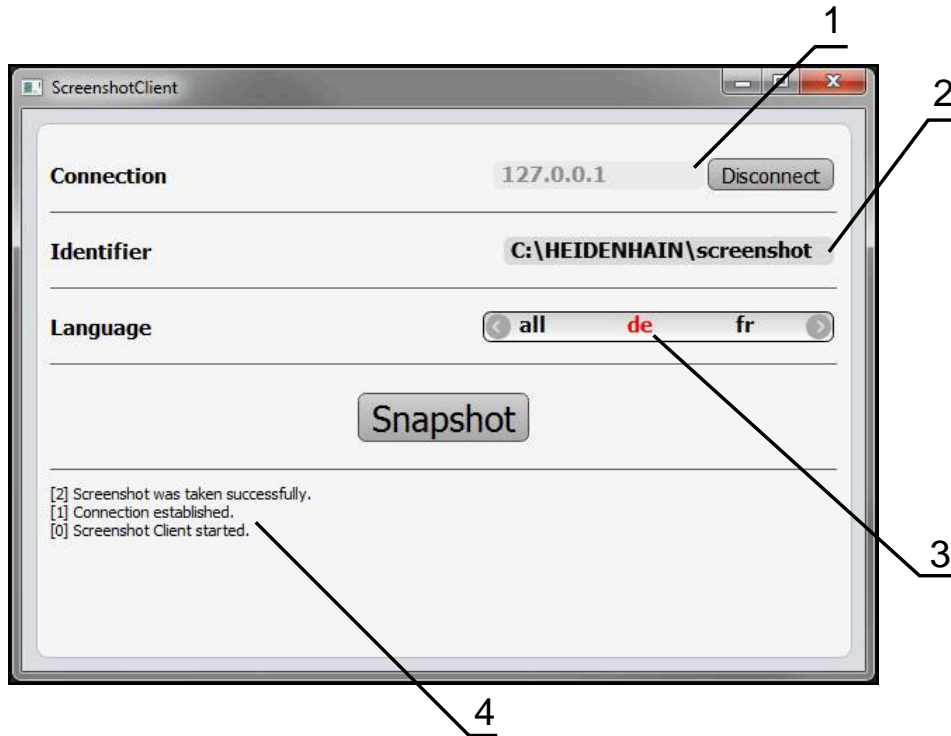 1
ScreenshotClient
2
Connection 127.0.0.1 Disconnect
Identifier C:\HEIDENHAIN\screenshot
Language all de fr
Snapshot
[2] Screenshot was taken successfully.
[1] Connection established.
[0] Screenshot Client started.
3
4